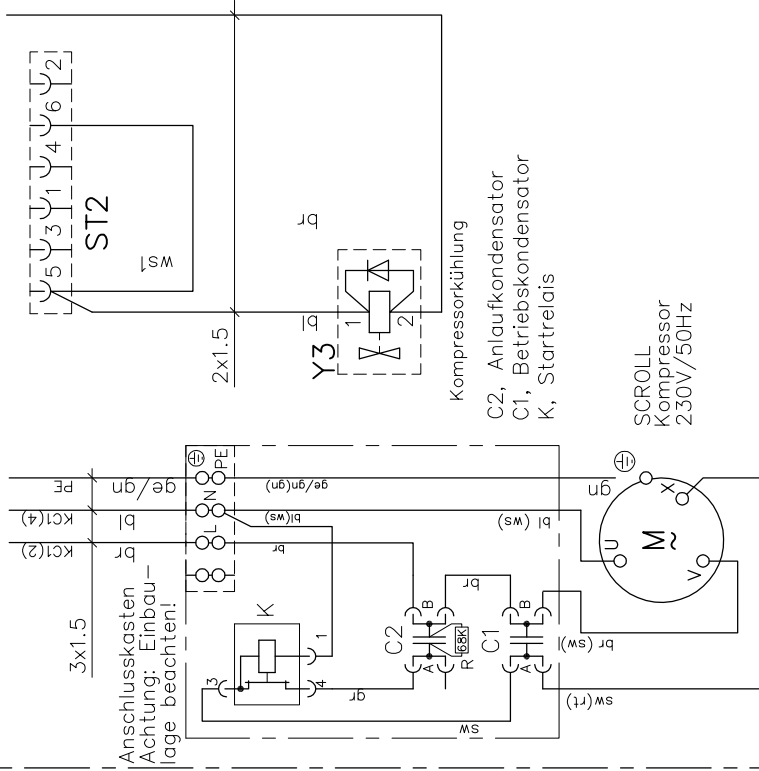 2
6
4
1
3
5
ST2
WS1
br
2x1.5
bl
Y3
1
2
Kompressorkühlung
C2, Anlaufkondensator
C1, Betriebskondensator
K, Startrelais
SCROLL
Kompressor
230V/50Hz
PE
KC1(4)
KC1(2)
ge/gn
bl
br
3x1.5
Anschlusskasten
Achtung: Einbau-
lage beachten!
PE
N
L
ge/gn(gn)
bl(ws)
br
K
1
3
4
gr
sw
C2
A
B
68K
R
br
C1
A
B
bl (ws)
br (sw)
sw(rt)
gn
U
X
V
M~